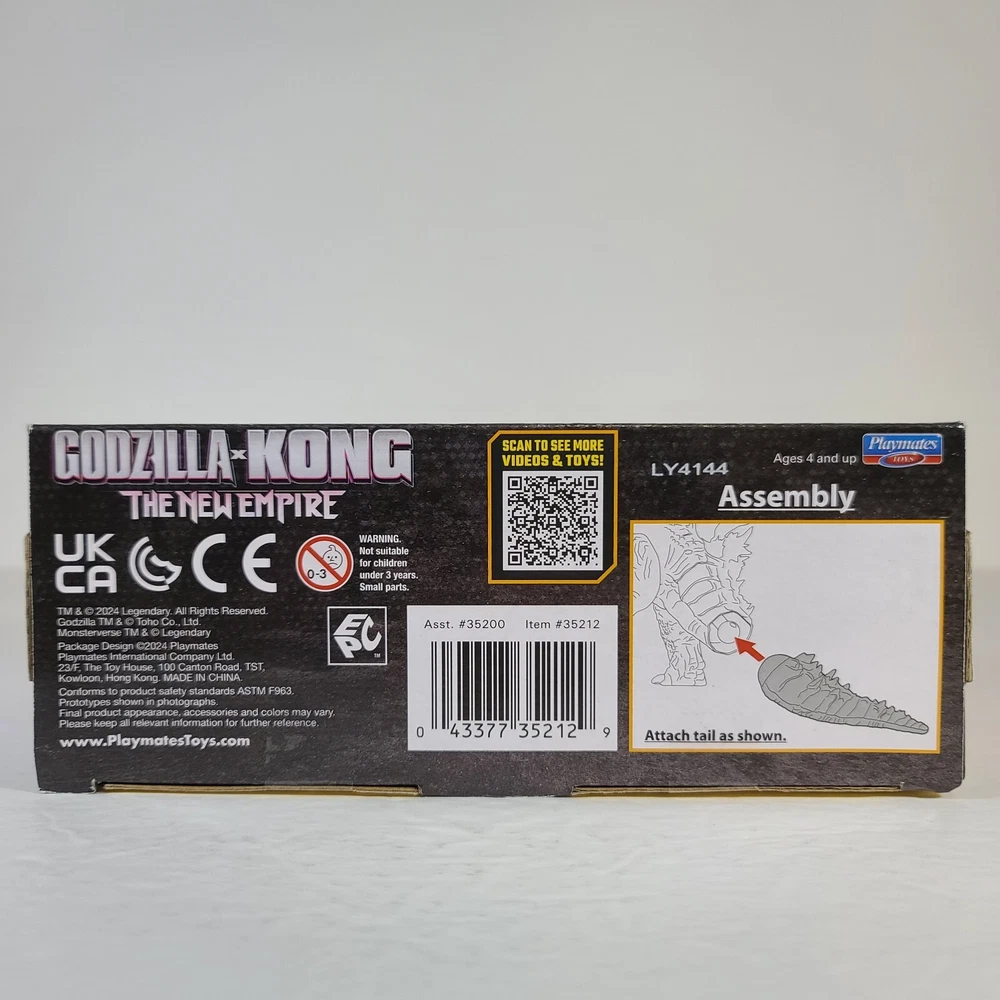 GODZILLA x KONG
THE NEW EMPIRE
UK
CA
CE
0-3
WARNING.
Not suitable
for children
under 3 years.
Small parts.
TM & © 2024 Legendary. All Rights Reserved.
Godzilla TM & © Toho Co., Ltd.
Monsterverse TM & © Legendary
Package Design ©2024 Playmates
Playmates International Company Ltd.
23/F, The Toy House, 100 Canton Road, TST,
Kowloon, Hong Kong. MADE IN CHINA.
Conforms to product safety standards ASTM F963.
Prototypes shown in photographs.
Final product appearance, accessories and colors may vary.
Please keep all relevant information for further reference.
www.PlaymatesToys.com
EPC
TM
SCAN TO SEE MORE
VIDEOS & TOYS!
Asst. #35200 Item #35212
0 43377 35212 9
LY4144
Ages 4 and up
Playmates
TOYS
Assembly
Attach tail as shown.